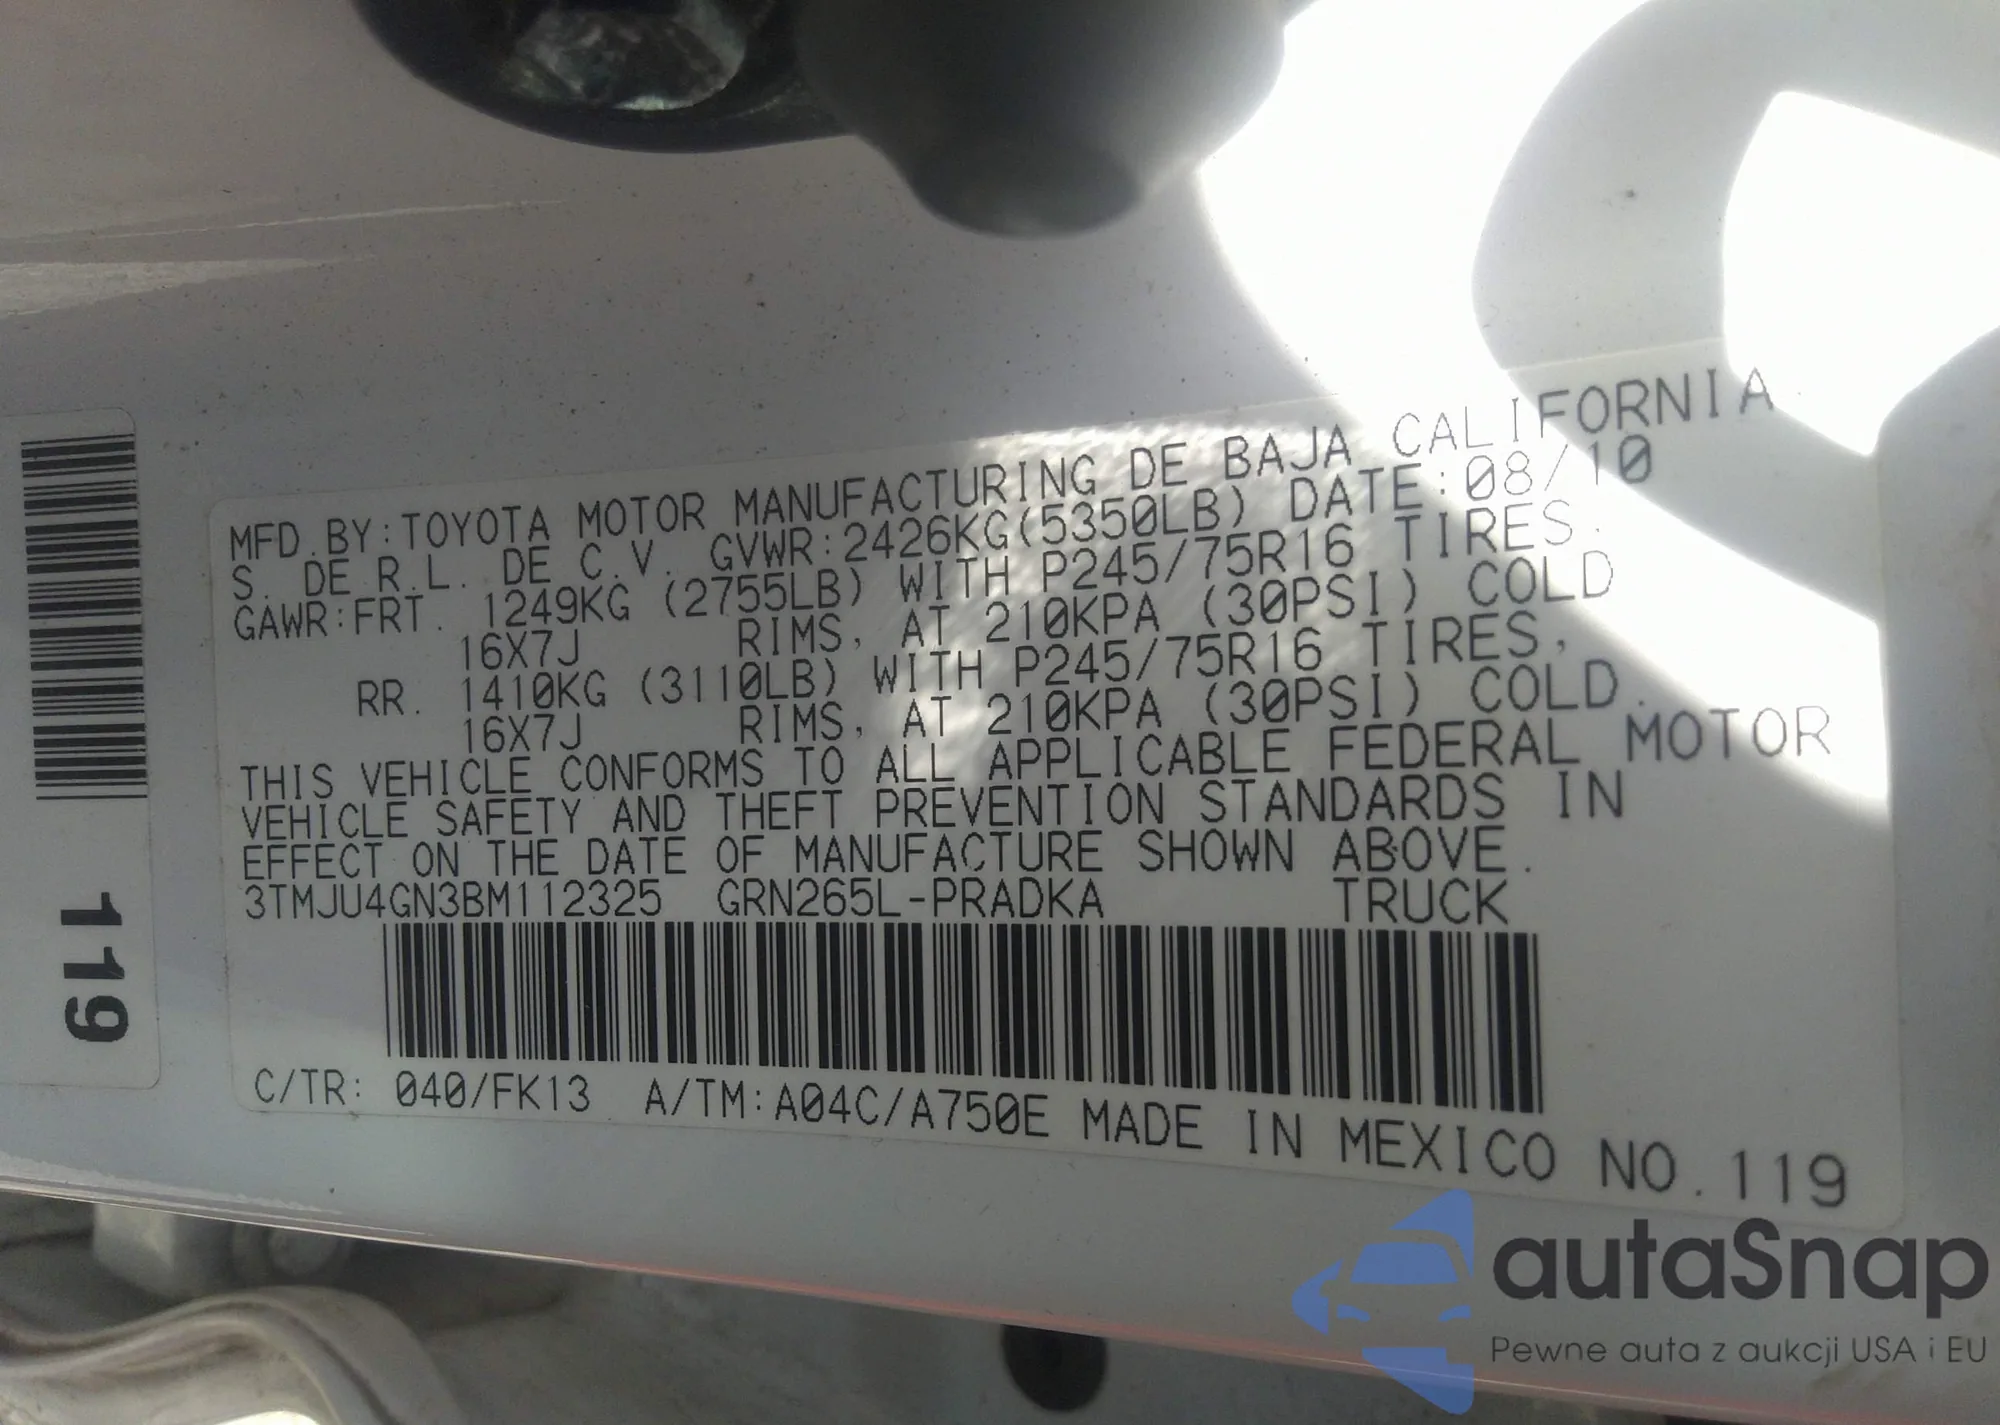 MFD.BY:TOYOTA MOTOR MANUFACTURING DE BAJA CALIFORNIA
S. DE R.L. DE C.V. GVWR:2426KG(5350LB) DATE:08/10
GAWR:FRT. 1249KG (2755LB) WITH P245/75R16 TIRES.
16X7J RIMS, AT 210KPA (30PSI) COLD
RR. 1410KG (3110LB) WITH P245/75R16 TIRES,
16X7J RIMS, AT 210KPA (30PSI) COLD.
THIS VEHICLE CONFORMS TO ALL APPLICABLE FEDERAL MOTOR
VEHICLE SAFETY AND THEFT PREVENTION STANDARDS IN
EFFECT ON THE DATE OF MANUFACTURE SHOWN ABOVE.
3TMJU4GN3BM112325 GRN265L-PRADKA TRUCK
C/TR: 040/FK13 A/TM:A04C/A750E MADE IN MEXICO NO.119
119
autaSnap
Pewne auta z aukcji USA i EU